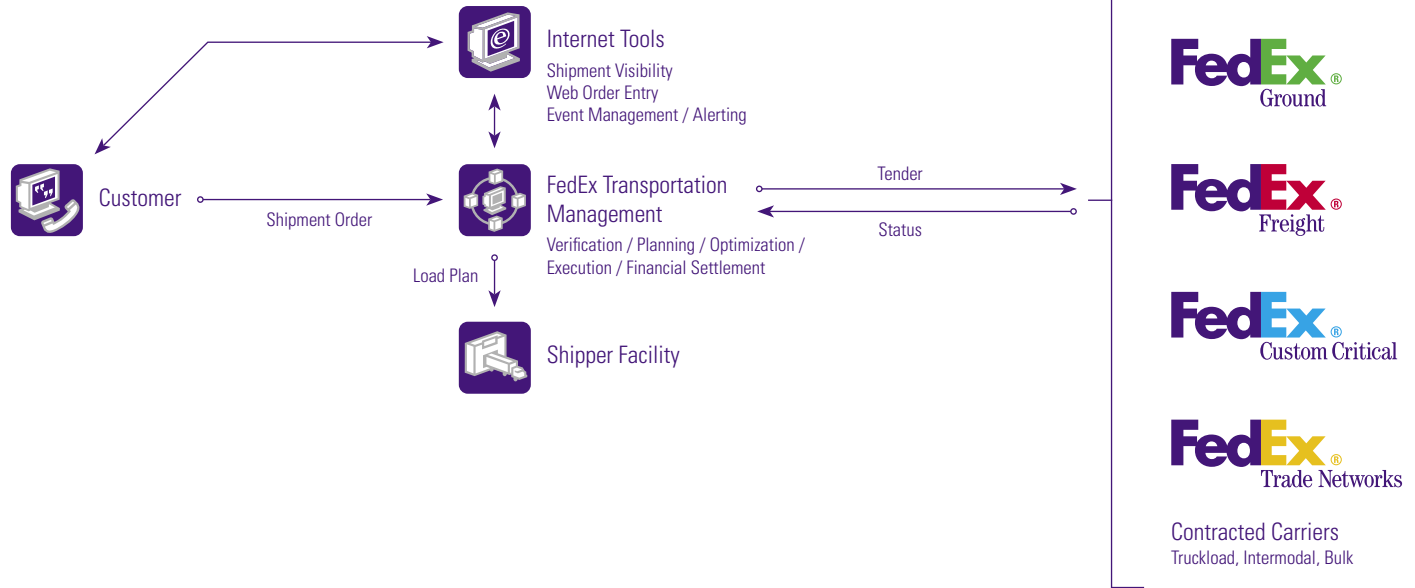 Internet Tools
Shipment Visibility
Web Order Entry
Event Management / Alerting
Customer
Shipment Order
FedEx Transportation
Management
Verification / Planning / Optimization /
Execution / Financial Settlement
Tender
Status
Load Plan
Shipper Facility
FedEx®
Ground
FedEx®
Freight
FedEx®
Custom Critical
FedEx®
Trade Networks
Contracted Carriers
Truckload, Intermodal, Bulk